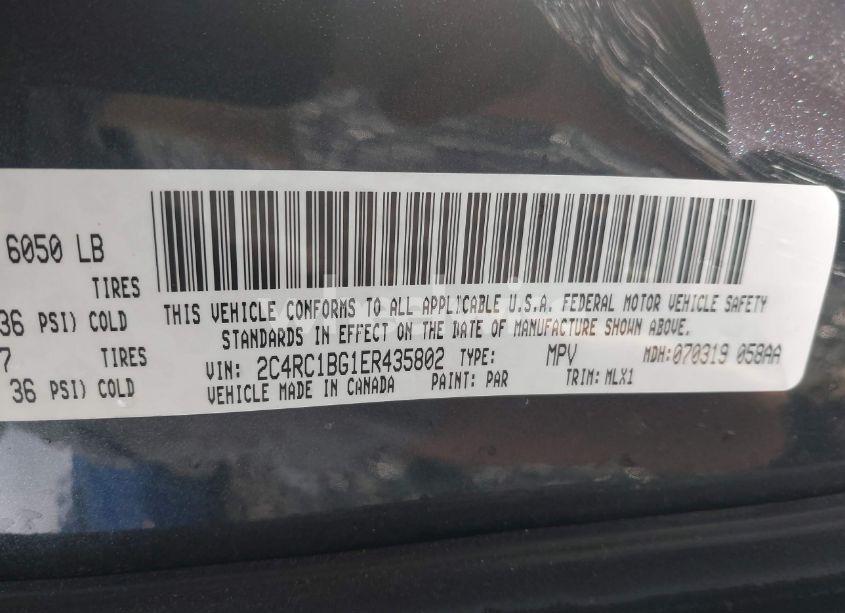 6050 LB
TIRES
36 PSI) COLD
7 TIRES
36 PSI) COLD
THIS VEHICLE CONFORMS TO ALL APPLICABLE U.S.A. FEDERAL MOTOR VEHICLE SAFETY
STANDARDS IN EFFECT ON THE DATE OF MANUFACTURE SHOWN ABOVE.
VIN: 2C4RC1BG1ER435802 TYPE: MPV MDH:070319 058AA
VEHICLE MADE IN CANADA PAINT: PAR TRIM: MLX1